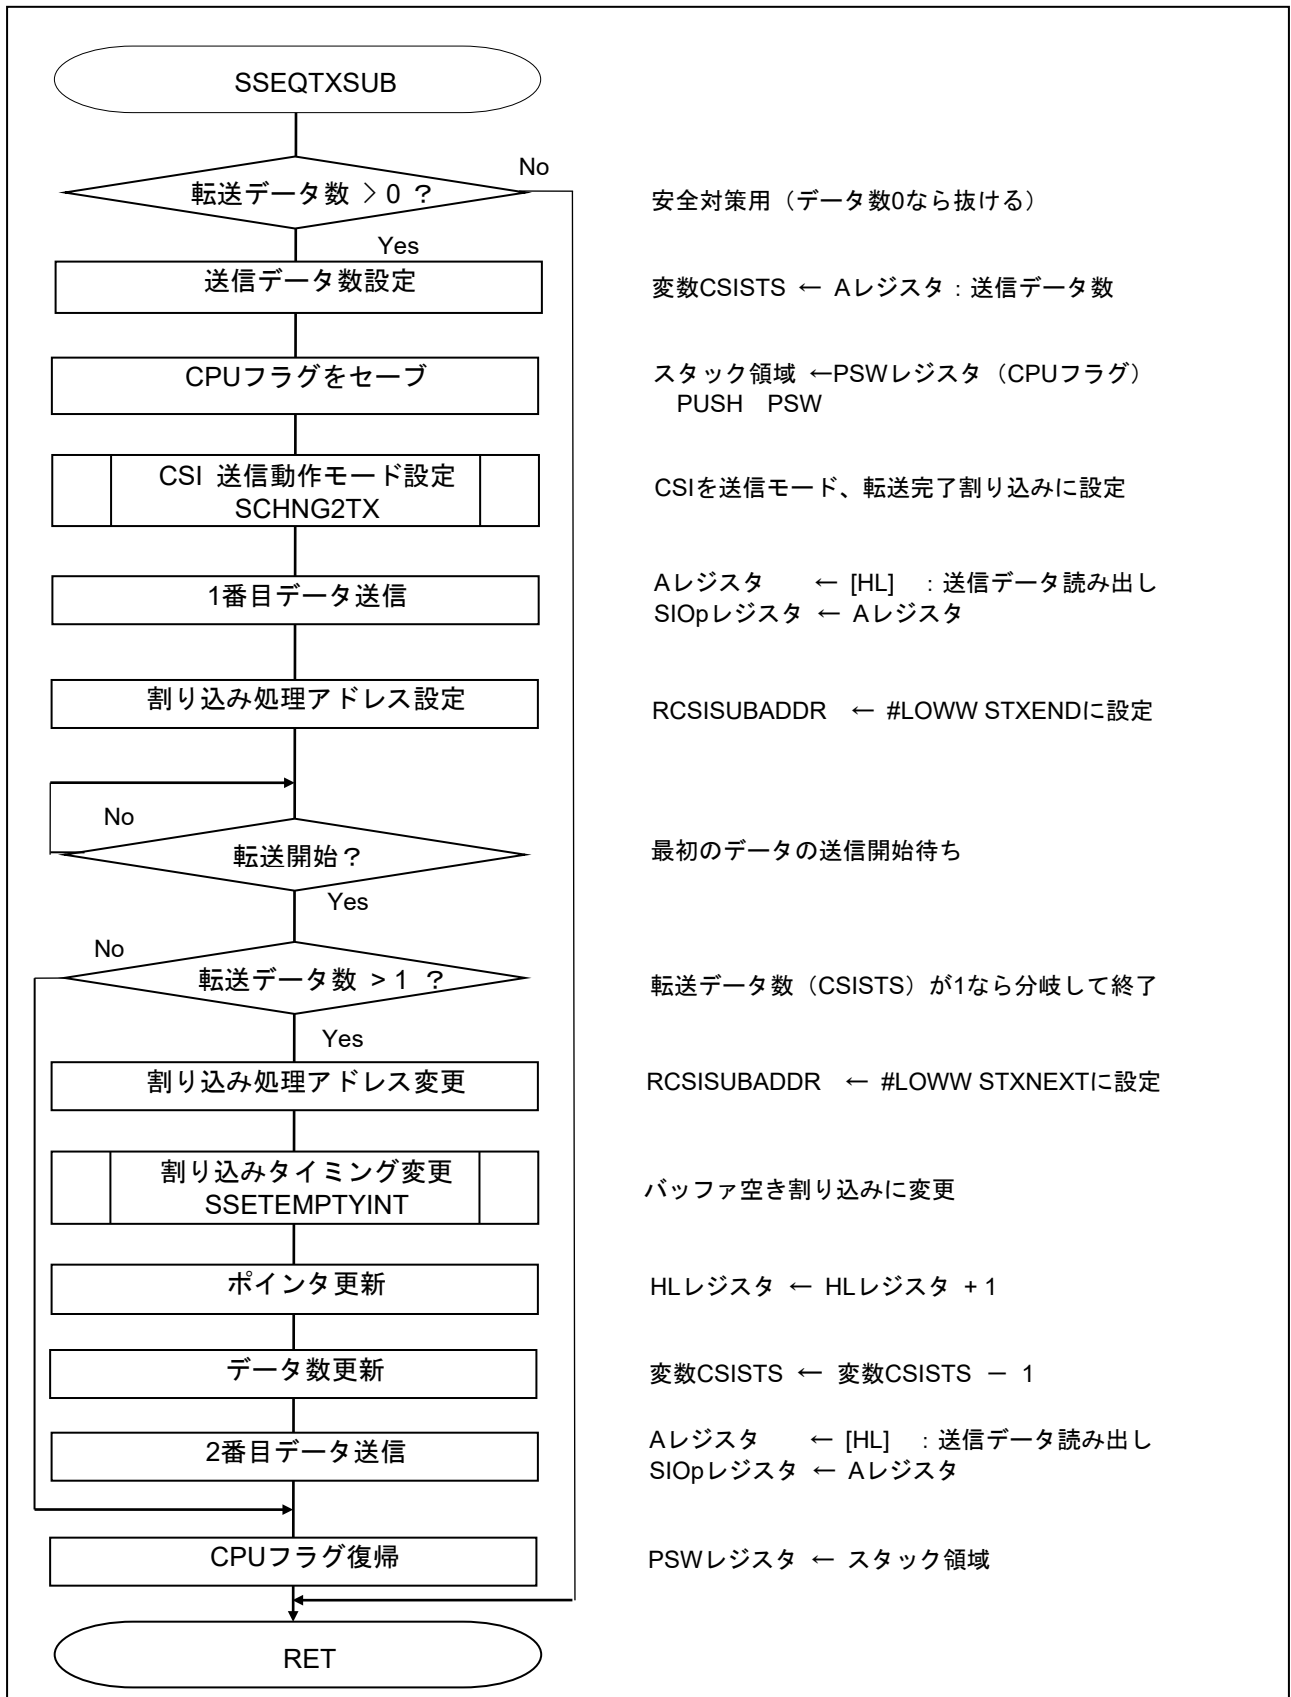 SSEQTXSUB
No
転送データ数 > 0 ?
安全対策用（データ数0なら抜ける）
Yes
送信データ数設定
変数CSISTS ← Aレジスタ：送信データ数
CPUフラグをセーブ
スタック領域 ←PSWレジスタ（CPUフラグ）
PUSH PSW
CSI 送信動作モード設定
SCHNG2TX
CSIを送信モード、転送完了割り込みに設定
1番目データ送信
Aレジスタ ← [HL] ：送信データ読み出し
SIOpレジスタ ← Aレジスタ
割り込み処理アドレス設定
RCSISUBADDR ← #LOWW STXENDに設定
No
転送開始？
最初のデータの送信開始待ち
Yes
No
転送データ数 > 1 ？
転送データ数（CSISTS）が1なら分岐して終了
Yes
割り込み処理アドレス変更
RCSISUBADDR ← #LOWW STXNEXTに設定
割り込みタイミング変更
SSETEMPTYINT
バッファ空き割り込みに変更
ポインタ更新
HLレジスタ ← HLレジスタ + 1
データ数更新
変数CSISTS ← 変数CSISTS － 1
2番目データ送信
Aレジスタ ← [HL] ：送信データ読み出し
SIOpレジスタ ← Aレジスタ
CPUフラグ復帰
PSWレジスタ ← スタック領域
RET